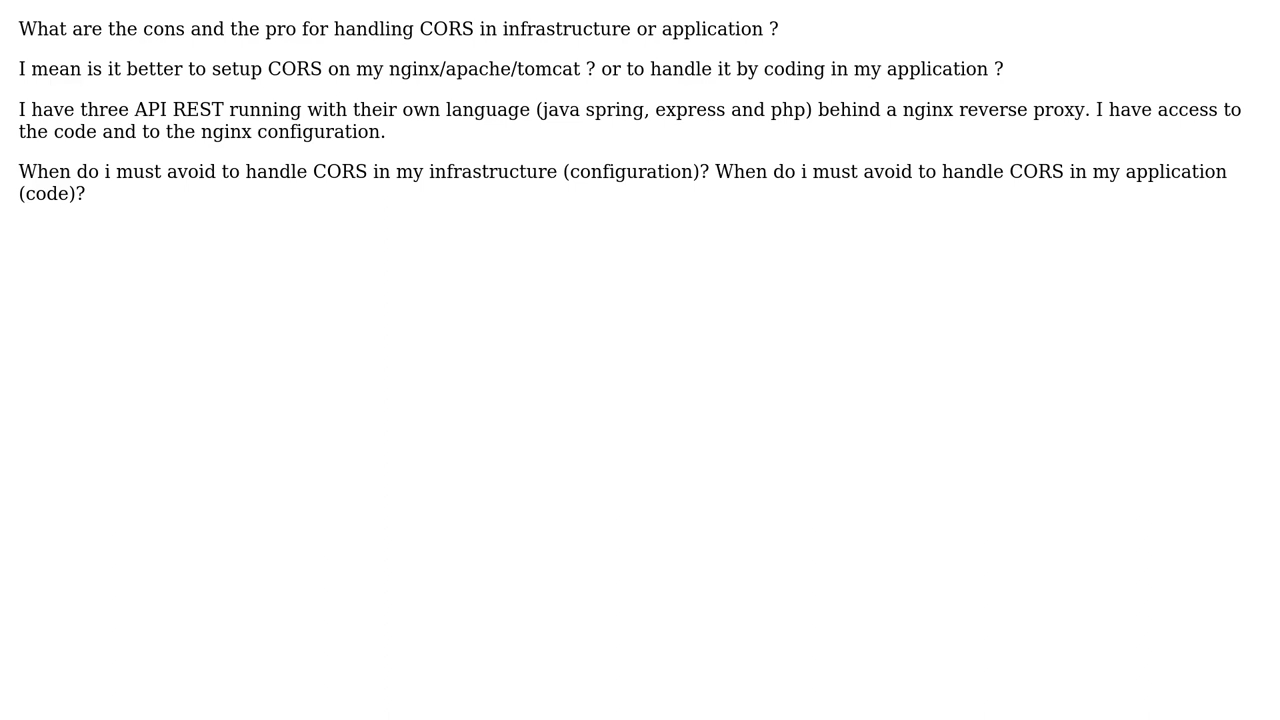 What are the cons and the pro for handling CORS in infrastructure or application ?
I mean is it better to setup CORS on my nginx/apache/tomcat ? or to handle it by coding in my application ?
I have three API REST running with their own language (java spring, express and php) behind a nginx reverse proxy. I have access to
the code and to the nginx configuration.
When do i must avoid to handle CORS in my infrastructure (configuration)? When do i must avoid to handle CORS in my application
(code)?